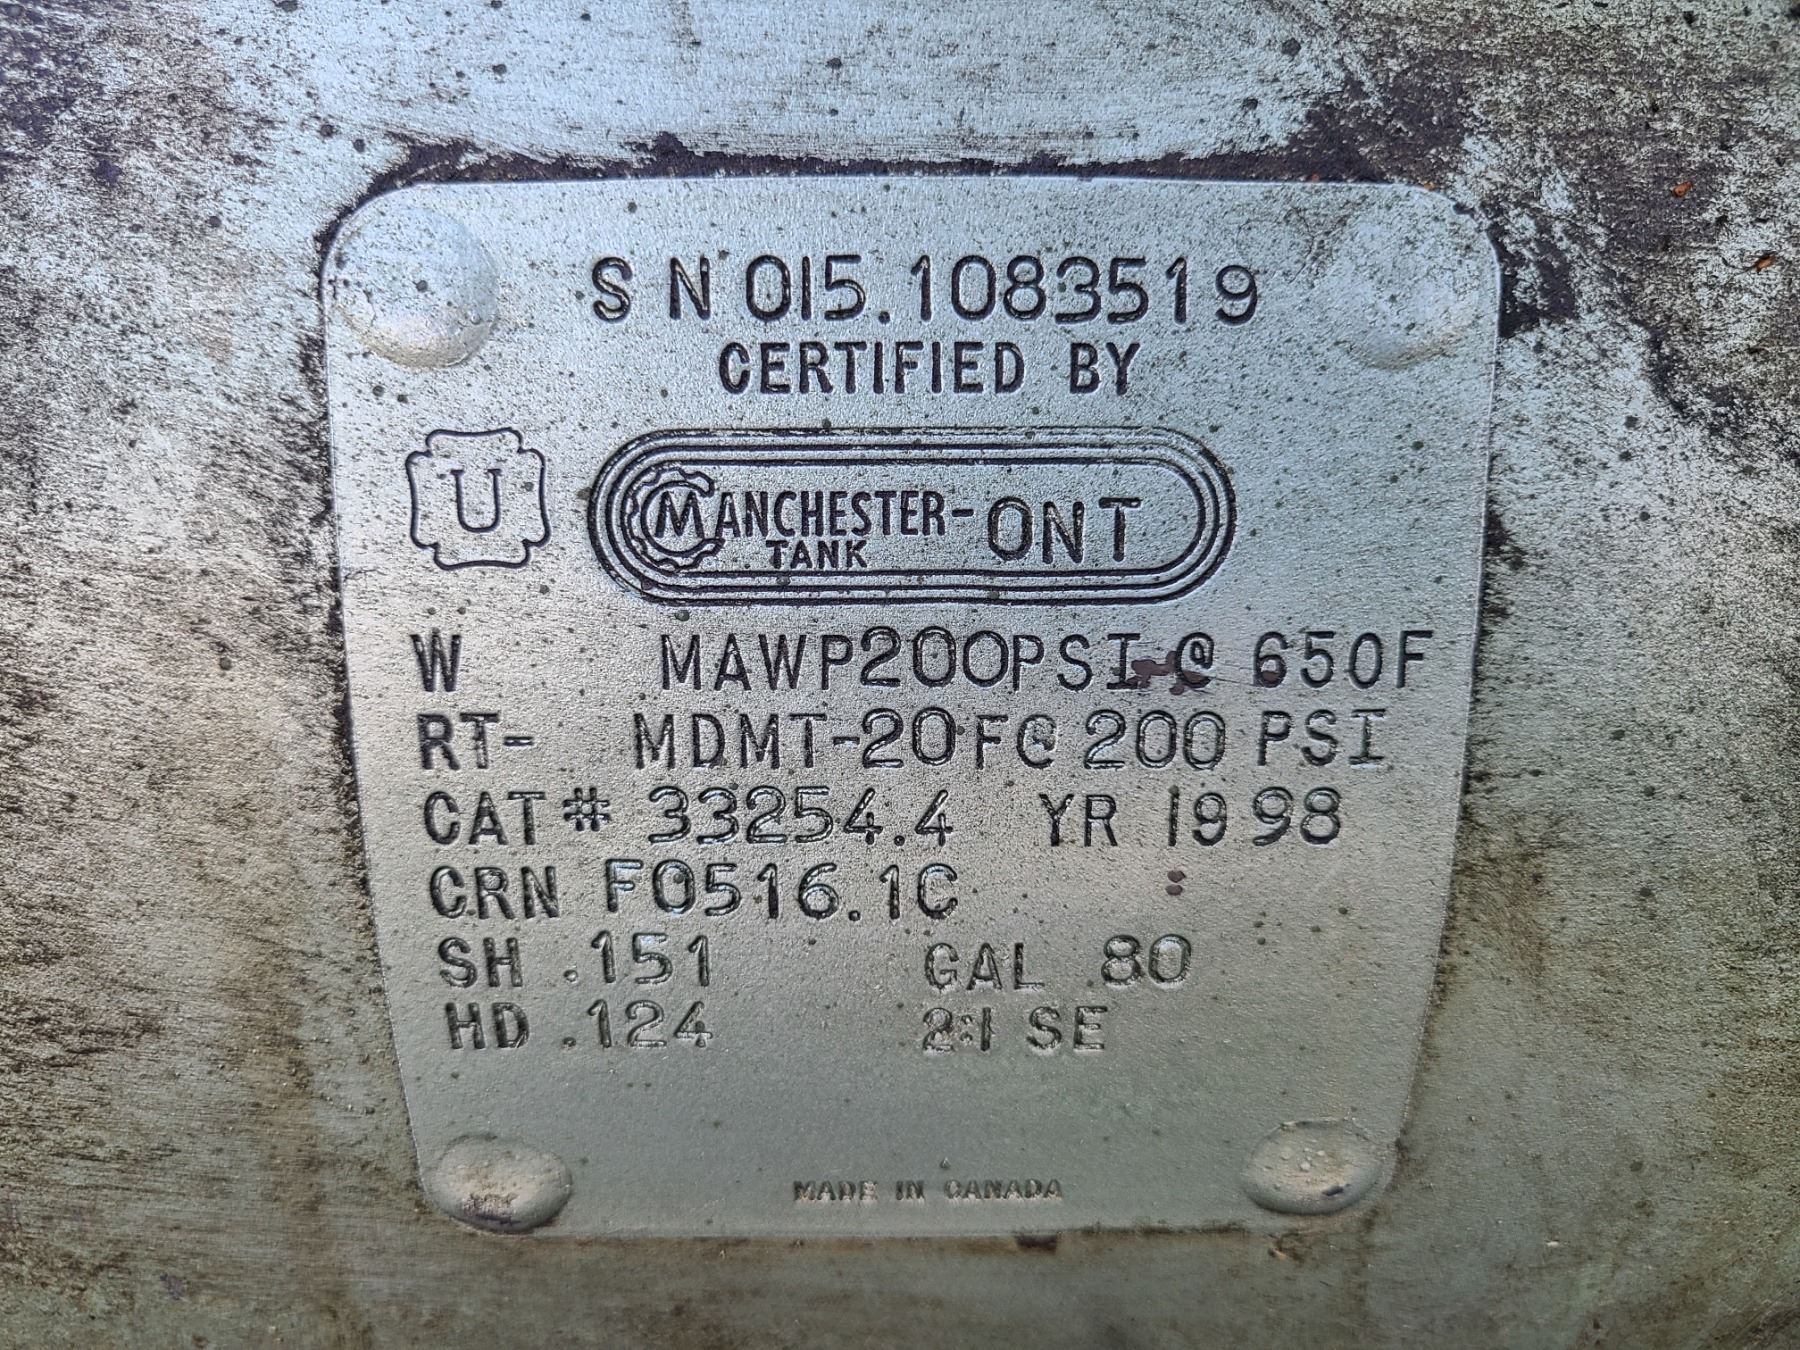 S N 015.1083519
CERTIFIED BY
U
MANCHESTER- ONT
TANK
W MAWP200PSI @ 650F
RT- MDMT-20F@ 200 PSI
CAT# 33254.4 YR 1998
CRN F0516.1C
SH .151 GAL 80
HD .124 2:1 SE
MADE IN CANADA